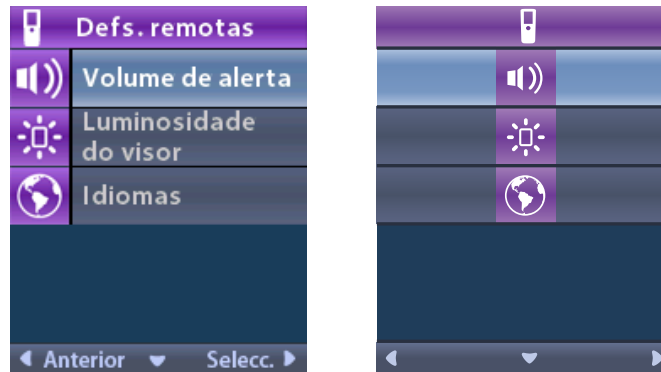 Defs. remotas
Volume de alerta
Luminosidade
do visor
Idiomas
Anterior Selecc.